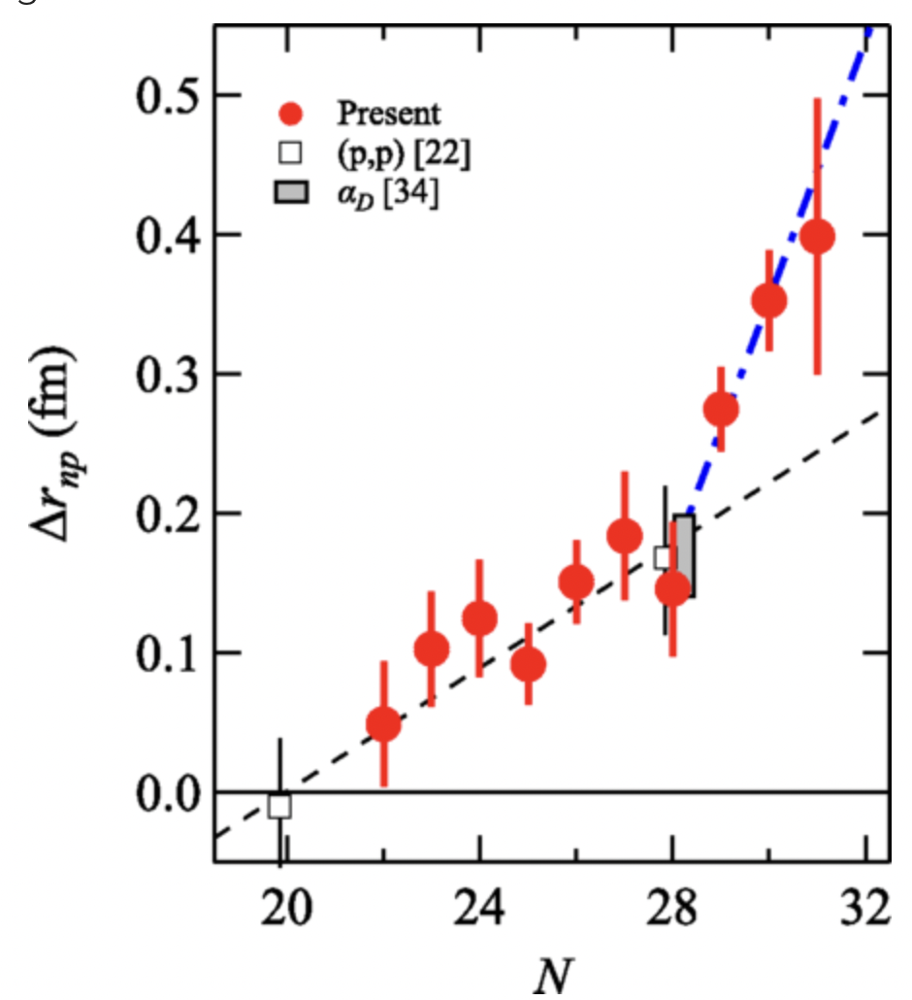 0.5
0.4
0.3
0.2
0.1
0.0
Δr_np (fm)
Present
(p,p) [22]
α_D [34]
20 24 28 32
N